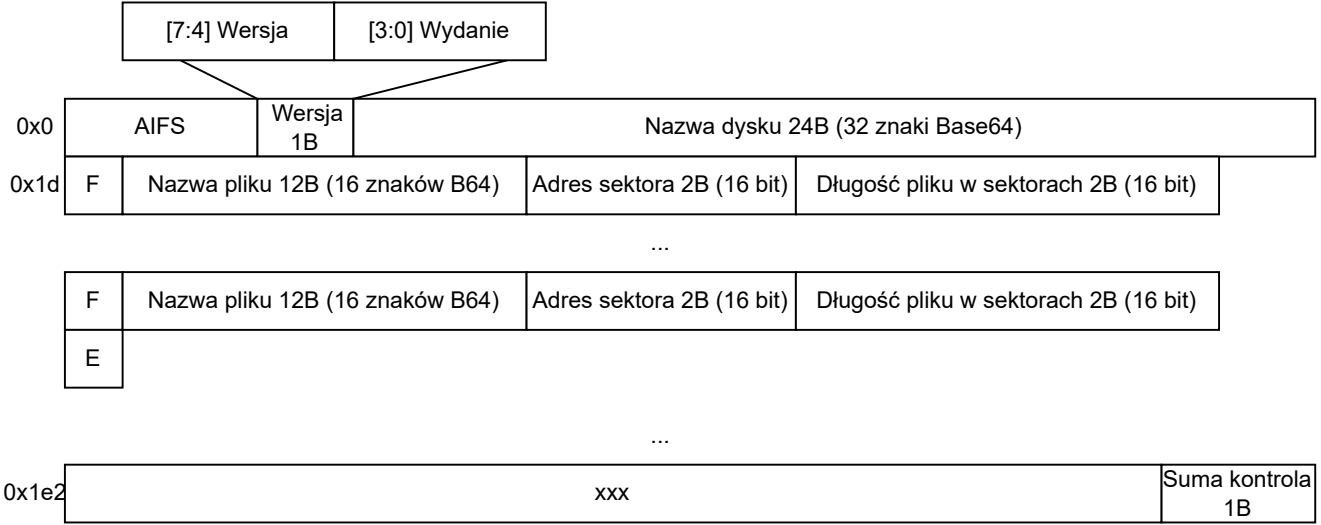 [7:4] Wersja [3:0] Wydanie
0x0 AIFS Wersja 1B Nazwa dysku 24B (32 znaki Base64)
0x1d F Nazwa pliku 12B (16 znaków B64) Adres sektora 2B (16 bit) Długość pliku w sektorach 2B (16 bit)
...
F Nazwa pliku 12B (16 znaków B64) Adres sektora 2B (16 bit) Długość pliku w sektorach 2B (16 bit)
E
...
0x1e2 xxx Suma kontrola 1B